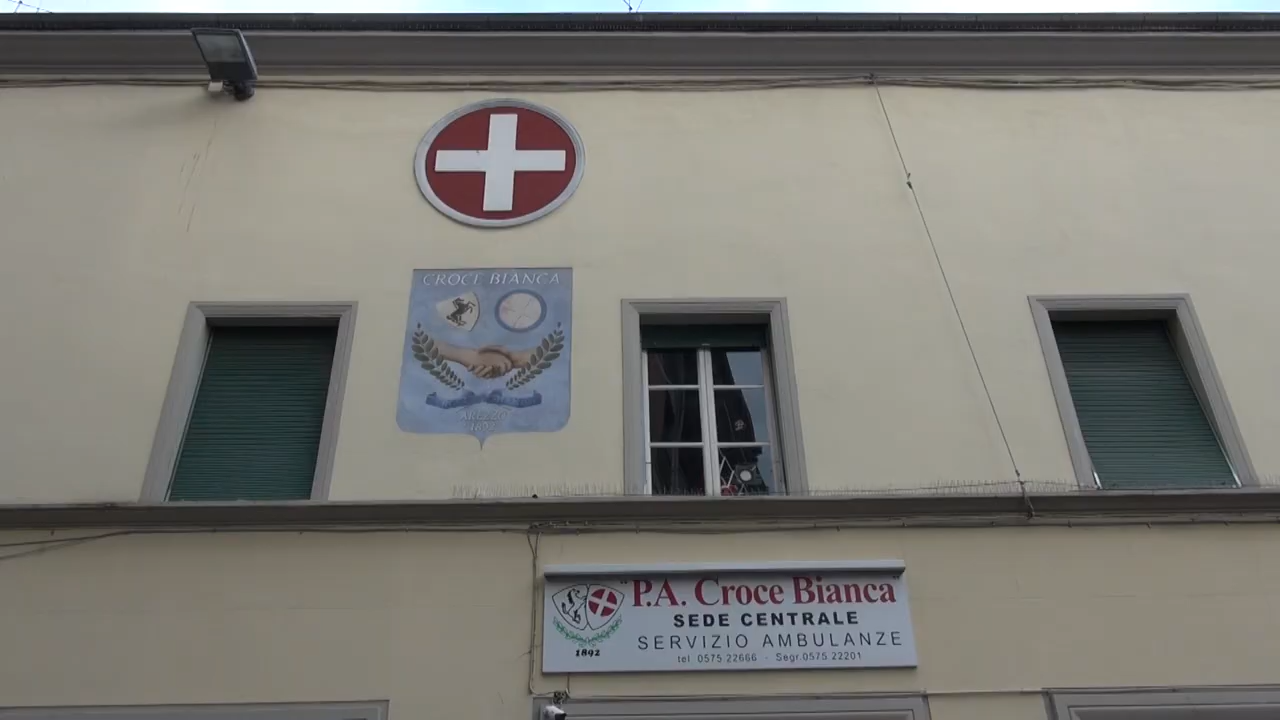 CROCE BIANCA
AREZZO
1892
"P.A. Croce Bianca"
SEDE CENTRALE
SERVIZIO AMBULANZE
tel. 0575 22666 - Segr. 0575 22201
1892